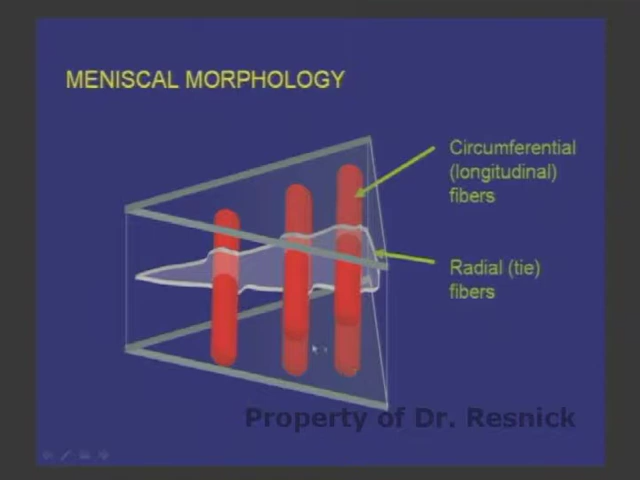 MENISCAL MORPHOLOGY
Circumferential
(longitudinal)
fibers
Radial (tie)
fibers
Property of Dr. Resnick